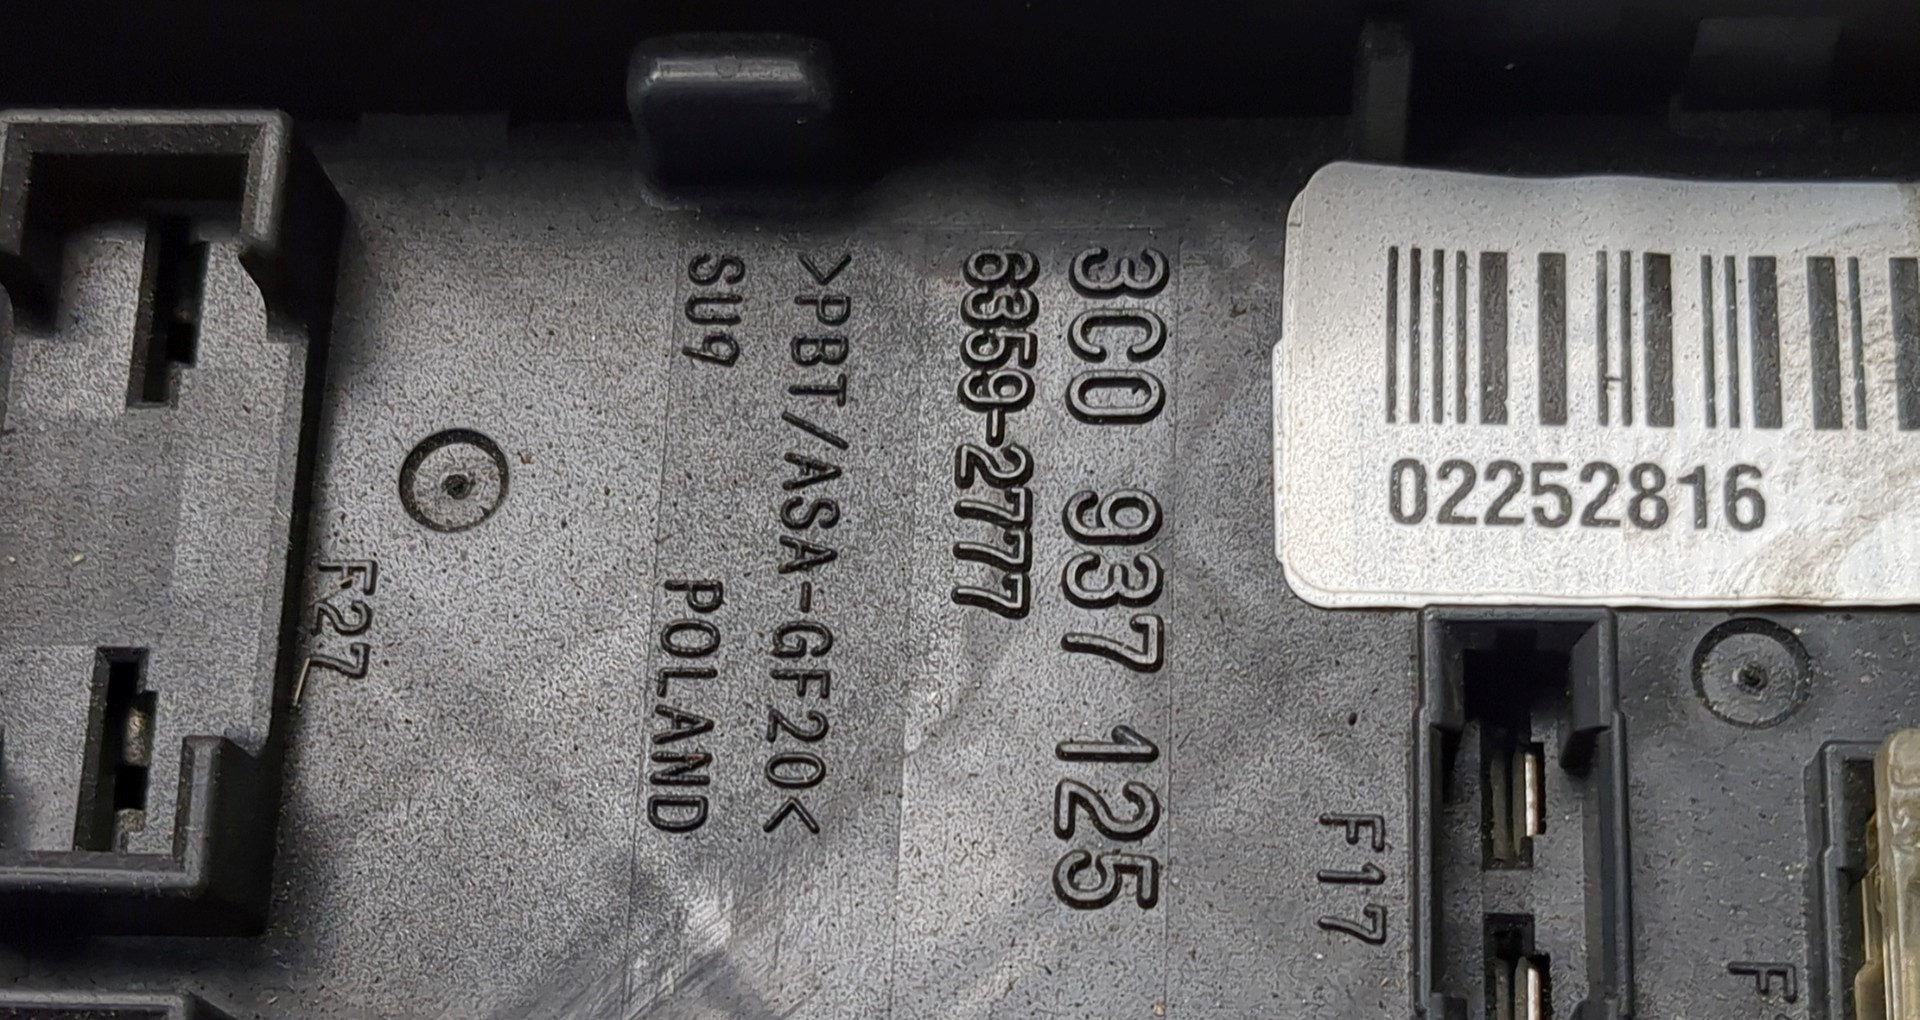 3C0 937 125
6359-2777
>PBT/ASA-GF20<
SU9 POLAND
02252816
F27
F17
F